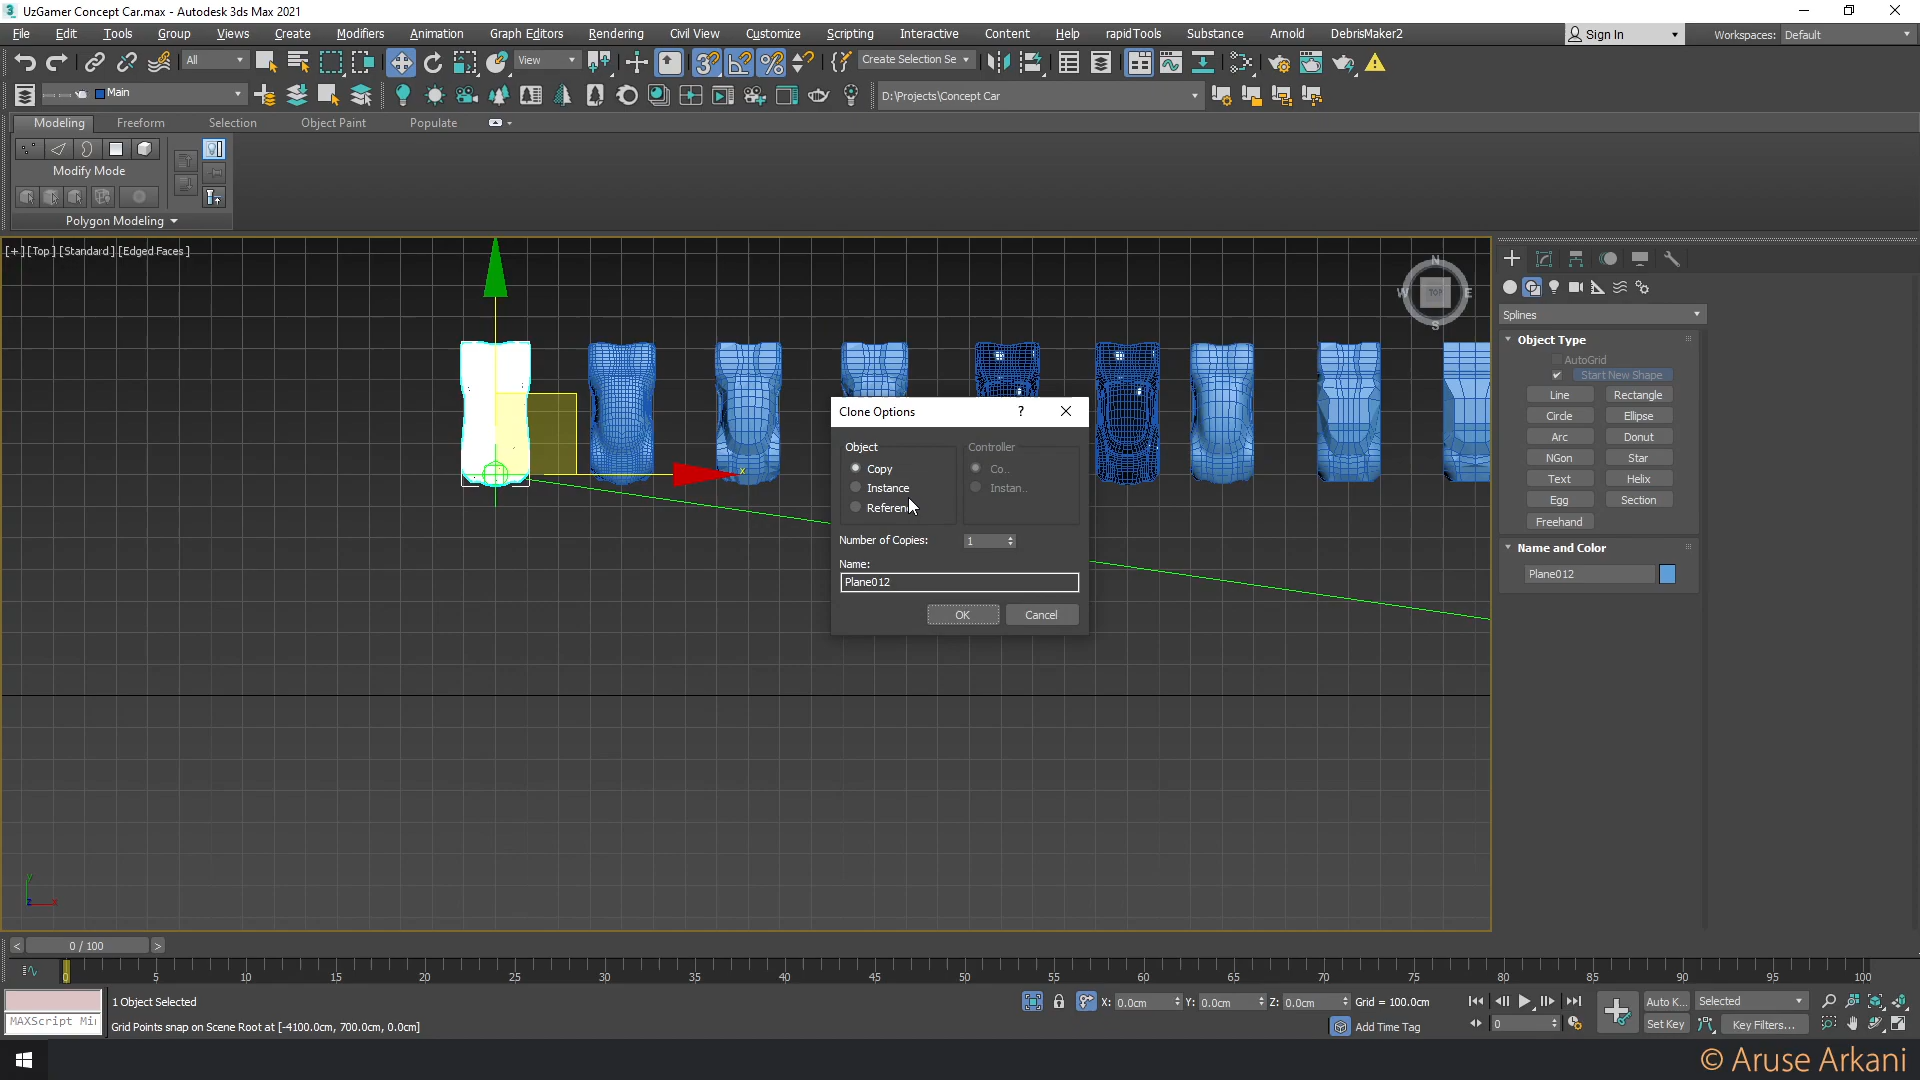 UzGamer Concept Car.max - Autodesk 3ds Max 2021
File Edit Tools Group Views Create Modifiers Animation Graph Editors Rendering Civil View Customize Scripting Interactive Content Help rapidTools Substance Arnold DebrisMaker2 Sign In Workspaces: Default
All View Create Selection Se
Main D:\Projects\Concept Car
Modeling Freeform Selection Object Paint Populate
Modify Mode
Polygon Modeling
[+] [Top] [Standard] [Edged Faces]
N
W TOP E
S
Splines
Object Type
AutoGrid
Start New Shape
Line Rectangle
Circle Ellipse
Arc Donut
NGon Star
Text Helix
Egg Section
Freehand
Name and Color
Plane012
x
Clone Options ?
Object Controller
Copy Co..
Instance Instan..
Number of Copies: 1
Name:
Plane012
OK Cancel
y
z x
< 0 / 100 >
0 5 10 15 20 25 30 35 40 45 50 55 60 65 70 75 80 85 90 95 100
1 Object Selected X: 0.0cm Y: 0.0cm Z: 0.0cm Grid = 100.0cm Auto K... Selected
MAXScript Mi Grid Points snap on Scene Root at [-4100.0cm, 700.0cm, 0.0cm] Add Time Tag 0 Set Key Key Filters...
© Aruse Arkani